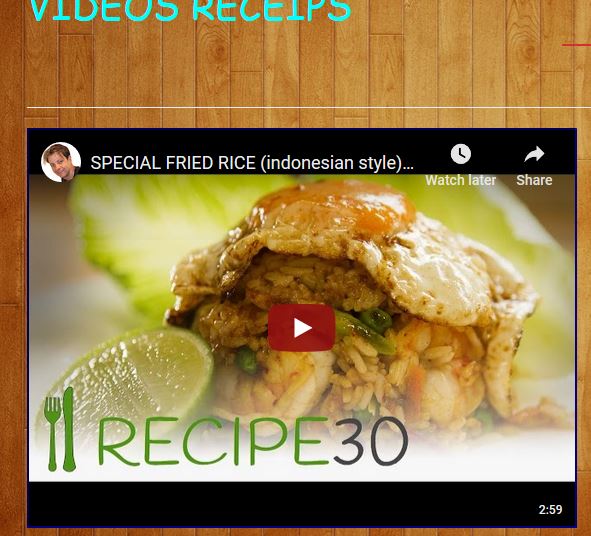 VIDEOS RECEIPS
SPECIAL FRIED RICE (indonesian style)...
Watch later
Share
RECIPE30
2:59